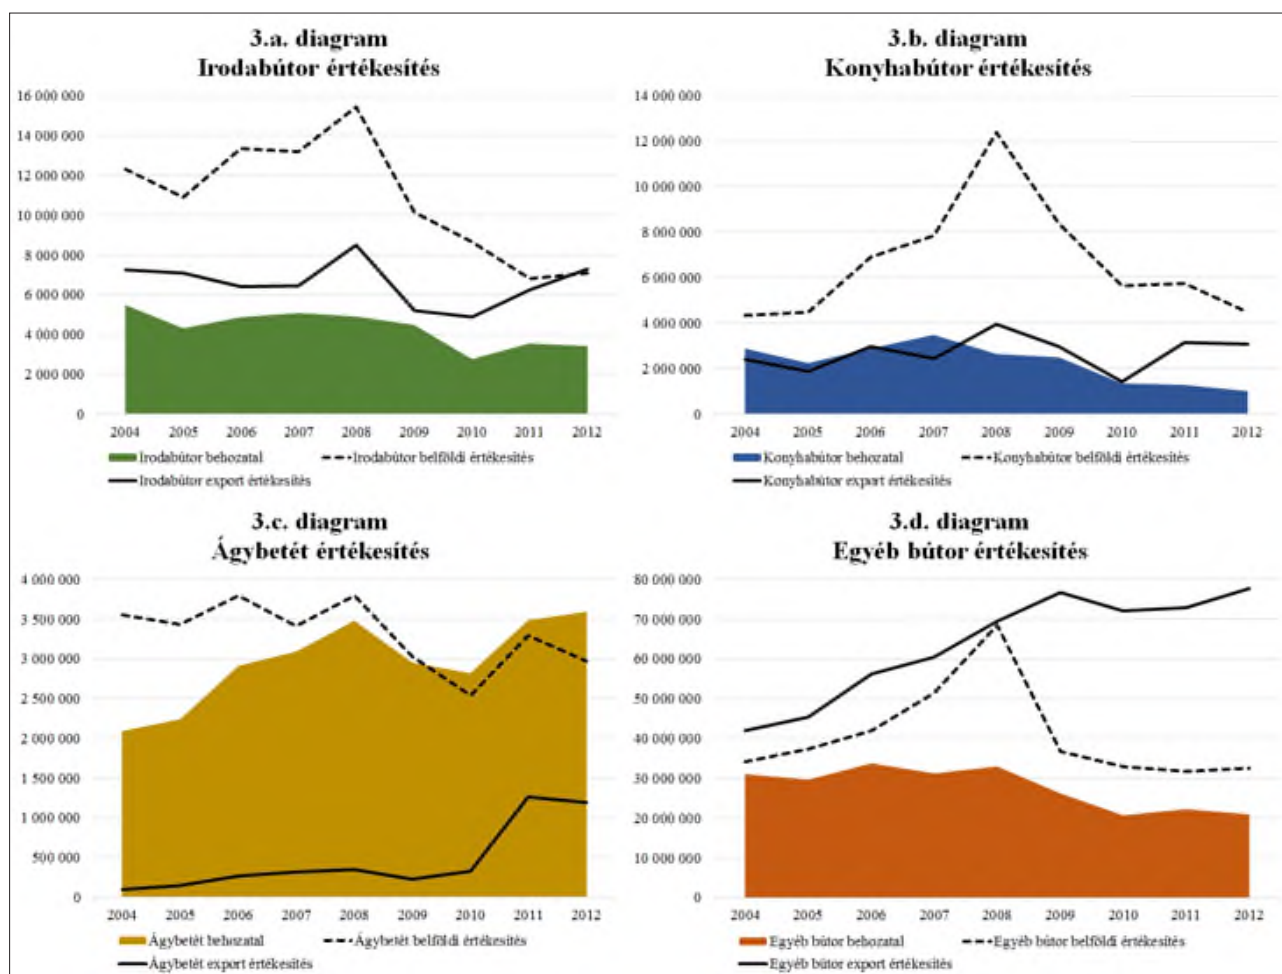 3.a. diagram
Irodabútor értékesítés
16 000 000
14 000 000
12 000 000
10 000 000
8 000 000
6 000 000
4 000 000
2 000 000
0
2004 2005 2006 2007 2008 2009 2010 2011 2012
Irodabútor behozatal
Irodabútor belföldi értékesítés
Irodabútor export értékesítés
3.b. diagram
Konyhabútor értékesítés
14 000 000
12 000 000
10 000 000
8 000 000
6 000 000
4 000 000
2 000 000
0
2004 2005 2006 2007 2008 2009 2010 2011 2012
Konyhabútor behozatal
Konyhabútor belföldi értékesítés
Konyhabútor export értékesítés
3.c. diagram
Ágybetét értékesítés
4 000 000
3 500 000
3 000 000
2 500 000
2 000 000
1 500 000
1 000 000
500 000
0
2004 2005 2006 2007 2008 2009 2010 2011 2012
Ágybetét behozatal
Ágybetét belföldi értékesítés
Ágybetét export értékesítés
3.d. diagram
Egyéb bútor értékesítés
80 000 000
70 000 000
60 000 000
50 000 000
40 000 000
30 000 000
20 000 000
10 000 000
0
2004 2005 2006 2007 2008 2009 2010 2011 2012
Egyéb bútor behozatal
Egyéb bútor belföldi értékesítés
Egyéb bútor export értékesítés